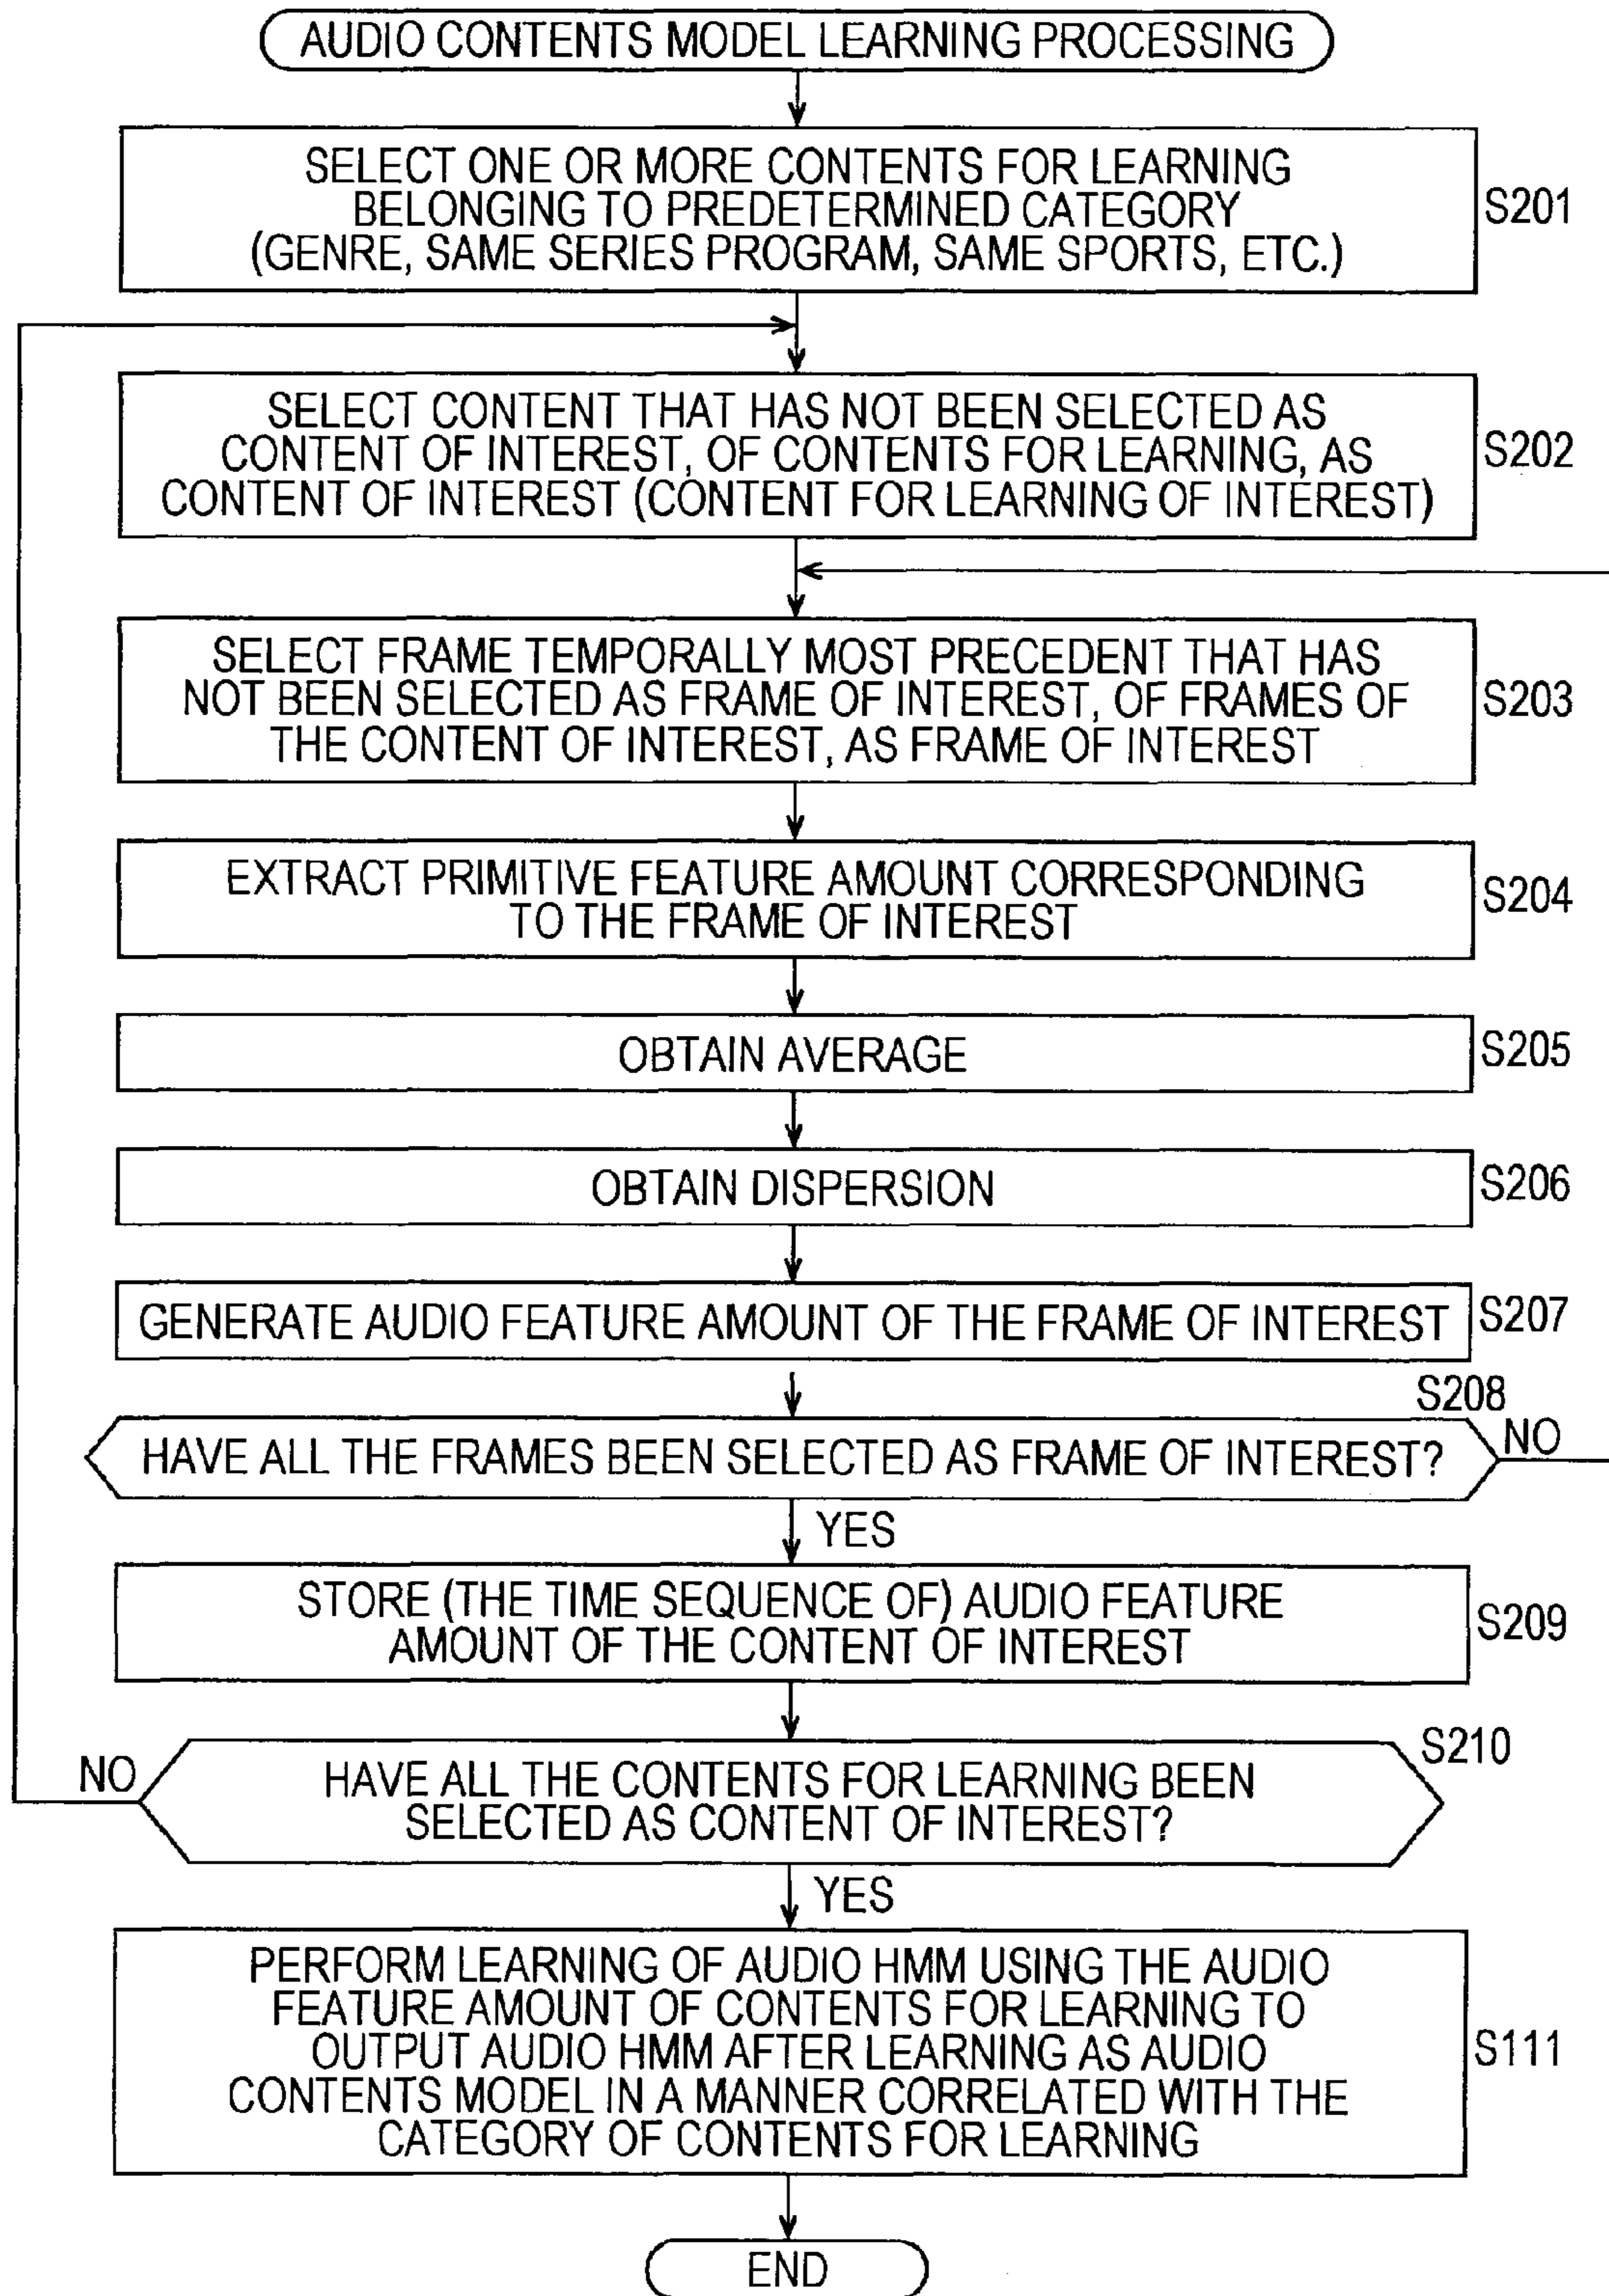 AUDIO CONTENTS MODEL LEARNING PROCESSING
SELECT ONE OR MORE CONTENTS FOR LEARNING
BELONGING TO PREDETERMINED CATEGORY
(GENRE, SAME SERIES PROGRAM, SAME SPORTS, ETC.)
S201
SELECT CONTENT THAT HAS NOT BEEN SELECTED AS
CONTENT OF INTEREST, OF CONTENTS FOR LEARNING, AS
CONTENT OF INTEREST (CONTENT FOR LEARNING OF INTEREST)
S202
SELECT FRAME TEMPORALLY MOST PRECEDENT THAT HAS
NOT BEEN SELECTED AS FRAME OF INTEREST, OF FRAMES OF
THE CONTENT OF INTEREST, AS FRAME OF INTEREST
S203
EXTRACT PRIMITIVE FEATURE AMOUNT CORRESPONDING
TO THE FRAME OF INTEREST
S204
OBTAIN AVERAGE
S205
OBTAIN DISPERSION
S206
GENERATE AUDIO FEATURE AMOUNT OF THE FRAME OF INTEREST
S207
S208
HAVE ALL THE FRAMES BEEN SELECTED AS FRAME OF INTEREST?
NO
YES
STORE (THE TIME SEQUENCE OF) AUDIO FEATURE
AMOUNT OF THE CONTENT OF INTEREST
S209
S210
NO
HAVE ALL THE CONTENTS FOR LEARNING BEEN
SELECTED AS CONTENT OF INTEREST?
YES
PERFORM LEARNING OF AUDIO HMM USING THE AUDIO
FEATURE AMOUNT OF CONTENTS FOR LEARNING TO
OUTPUT AUDIO HMM AFTER LEARNING AS AUDIO
CONTENTS MODEL IN A MANNER CORRELATED WITH THE
CATEGORY OF CONTENTS FOR LEARNING
S111
END